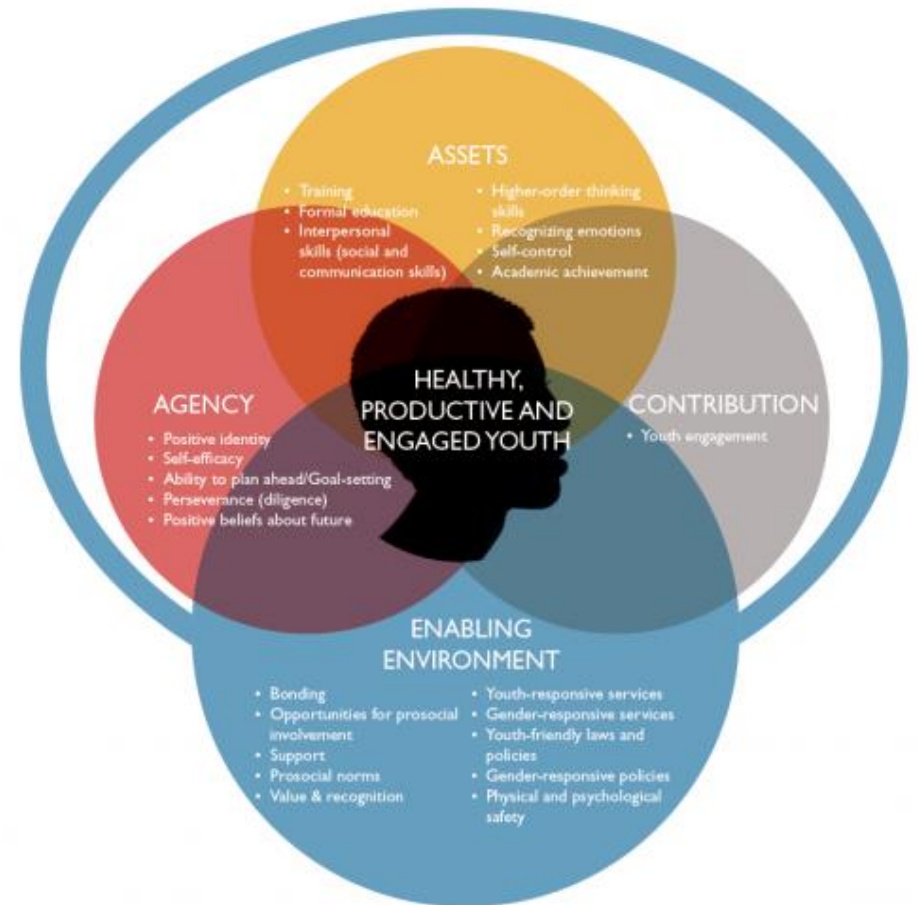 ASSETS
• Training
• Formal education
• Interpersonal
skills (social and
communication skills)
• Higher-order thinking
skills
• Recognizing emotions
• Self-control
• Academic achievement
AGENCY
• Positive identity
• Self-efficacy
• Ability to plan ahead/Goal-setting
• Perseverance (diligence)
• Positive beliefs about future
HEALTHY,
PRODUCTIVE AND
ENGAGED YOUTH
CONTRIBUTION
• Youth engagement
ENABLING
ENVIRONMENT
• Bonding
• Opportunities for prosocial
involvement
• Support
• Prosocial norms
• Value & recognition
• Youth-responsive services
• Gender-responsive services
• Youth-friendly laws and
policies
• Gender-responsive policies
• Physical and psychological
safety